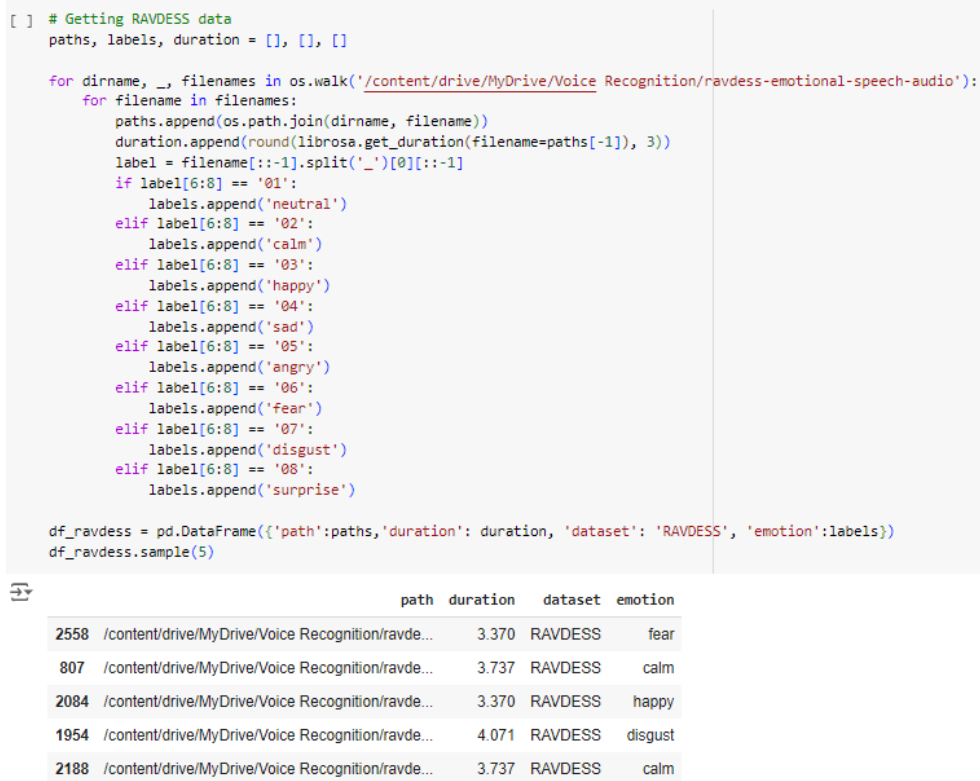 [ ] # Getting RAVDESS data
paths, labels, duration = [], [], []
for dirname, _, filenames in os.walk('/content/drive/MyDrive/Voice Recognition/ravdess-emotional-speech-audio'):
    for filename in filenames:
        paths.append(os.path.join(dirname, filename))
        duration.append(round(librosa.get_duration(filename=paths[-1]), 3))
        label = filename[::-1].split('_')[0][::-1]
        if label[6:8] == '01':
            labels.append('neutral')
        elif label[6:8] == '02':
            labels.append('calm')
        elif label[6:8] == '03':
            labels.append('happy')
        elif label[6:8] == '04':
            labels.append('sad')
        elif label[6:8] == '05':
            labels.append('angry')
        elif label[6:8] == '06':
            labels.append('fear')
        elif label[6:8] == '07':
            labels.append('disgust')
        elif label[6:8] == '08':
            labels.append('surprise')
df_ravdess = pd.DataFrame({'path':paths,'duration': duration, 'dataset': 'RAVDESS', 'emotion':labels})
df_ravdess.sample(5)
path duration dataset emotion
2558 /content/drive/MyDrive/Voice Recognition/ravde... 3.370 RAVDESS fear
807 /content/drive/MyDrive/Voice Recognition/ravde... 3.737 RAVDESS calm
2084 /content/drive/MyDrive/Voice Recognition/ravde... 3.370 RAVDESS happy
1954 /content/drive/MyDrive/Voice Recognition/ravde... 4.071 RAVDESS disgust
2188 /content/drive/MyDrive/Voice Recognition/ravde... 3.737 RAVDESS calm